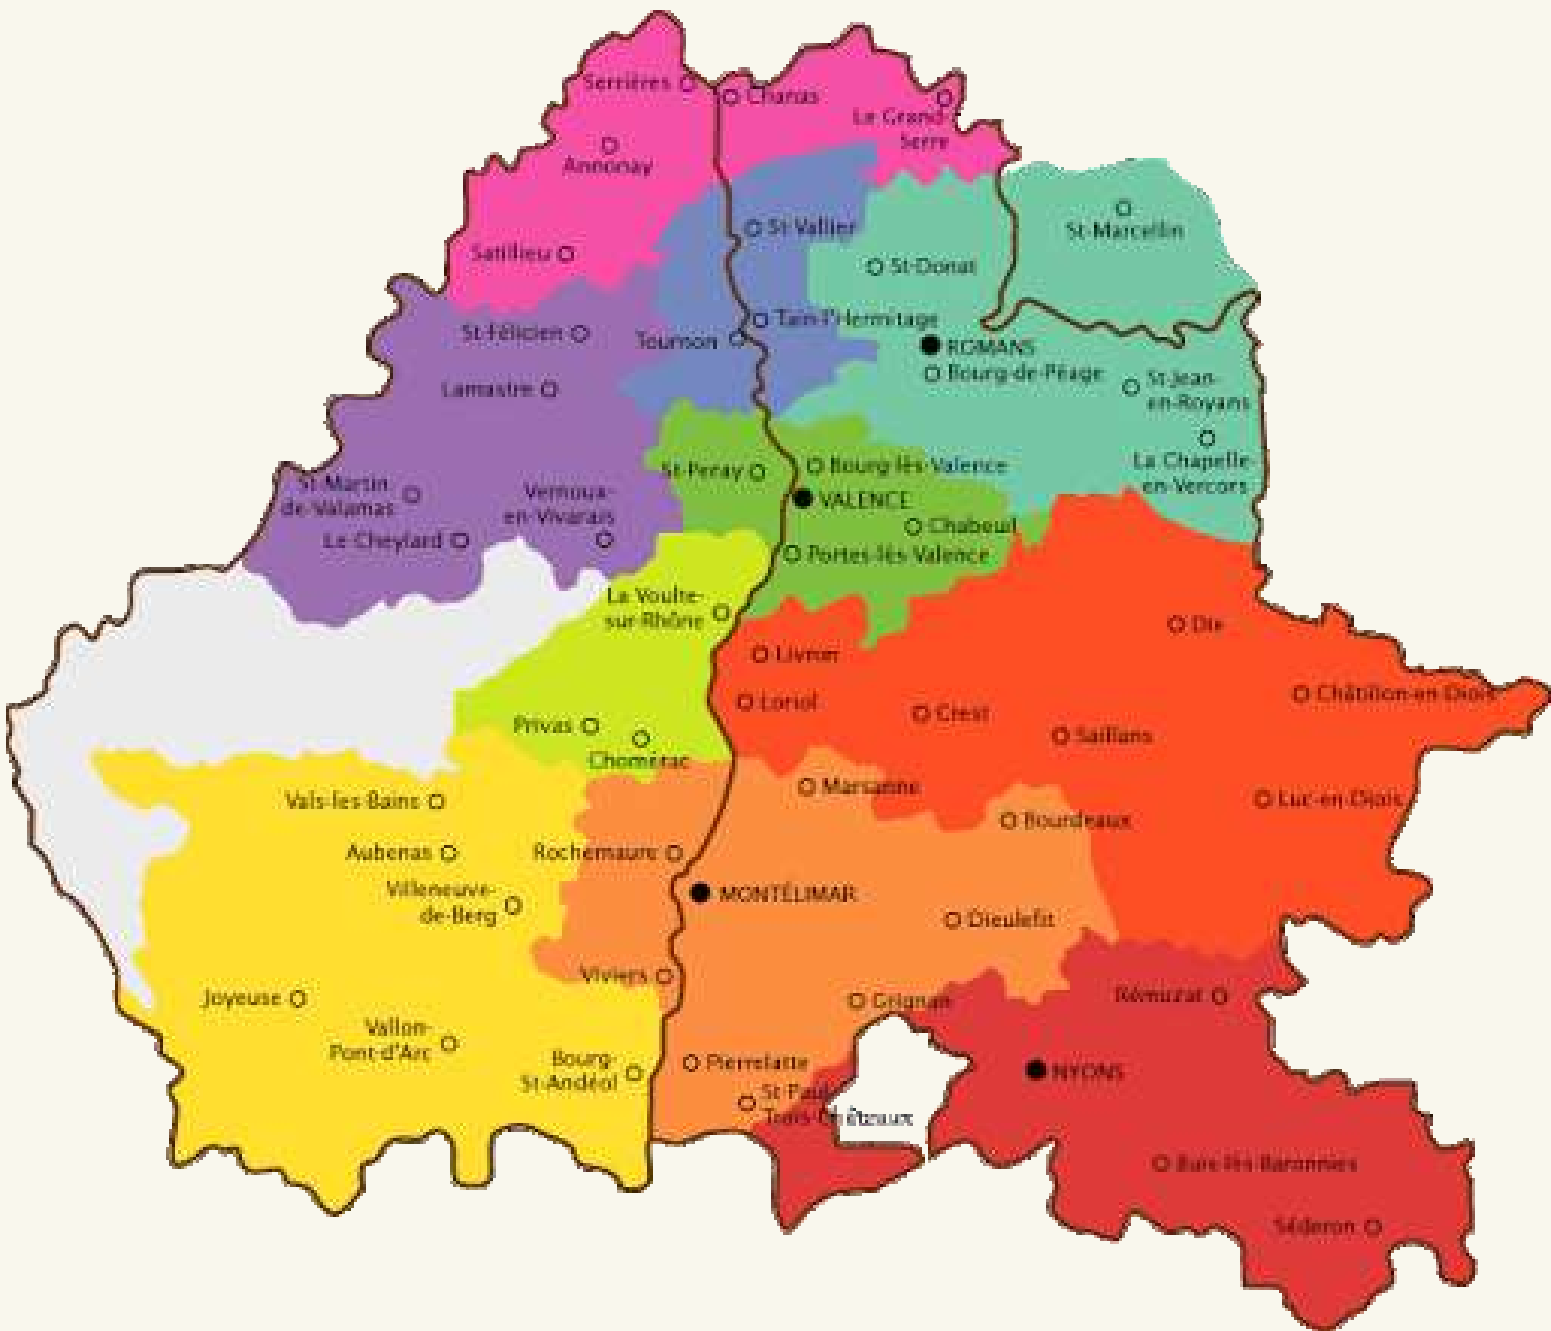 Serrières
Chanas
Le Grand-
Serre
Annonay
St-Marcellin
St-Vallier
Satillieu
St-Donat
St-Félicien
Tain-l'Hermitage
Tournon
ROMANS
Bourg-de-Péage
St-Jean-
en-Royans
Lamastre
La Chapelle-
en-Vercors
St-Peray
Bourg-lès-Valence
St-Martin
de-Valamas
Vernoux-
en-Vivarais
VALENCE
Chabeuil
Le Cheylard
Portes-lès-Valence
La Voulte-
sur-Rhône
Die
Livron
Châtillon-en-Diois
Loriol
Crest
Privas
Saillans
Chomérac
Marsanne
Vals-les-Bains
Luc-en-Diois
Bourdeaux
Aubenas
Rochemaure
Villeneuve-
de-Berg
MONTÉLIMAR
Dieulefit
Viviers
Joyeuse
Grignan
Rémuzat
Vallon-
Pont-d'Arc
Bourg-
St-Andéol
Pierrelatte
NYONS
St-Paul-
Trois-Châteaux
Buis-lès-Baronnies
Séderon